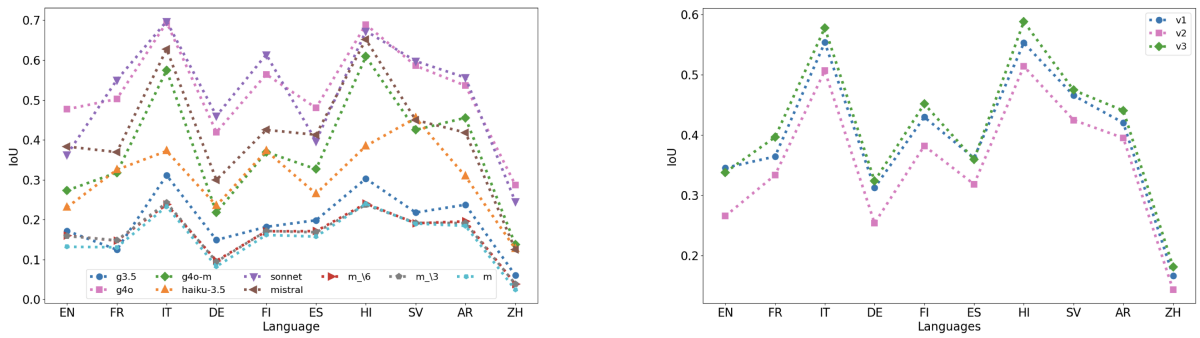 0.7
0.6
0.5
0.4
0.3
0.2
0.1
0.0
IoU
g3.5 g4o-m sonnet m_\6 m_\3 m
g4o haiku-3.5 mistral
EN FR IT DE FI ES HI SV AR ZH
Language
0.6
0.5
0.4
0.3
0.2
IoU
v1
v2
v3
EN FR IT DE FI ES HI SV AR ZH
Languages